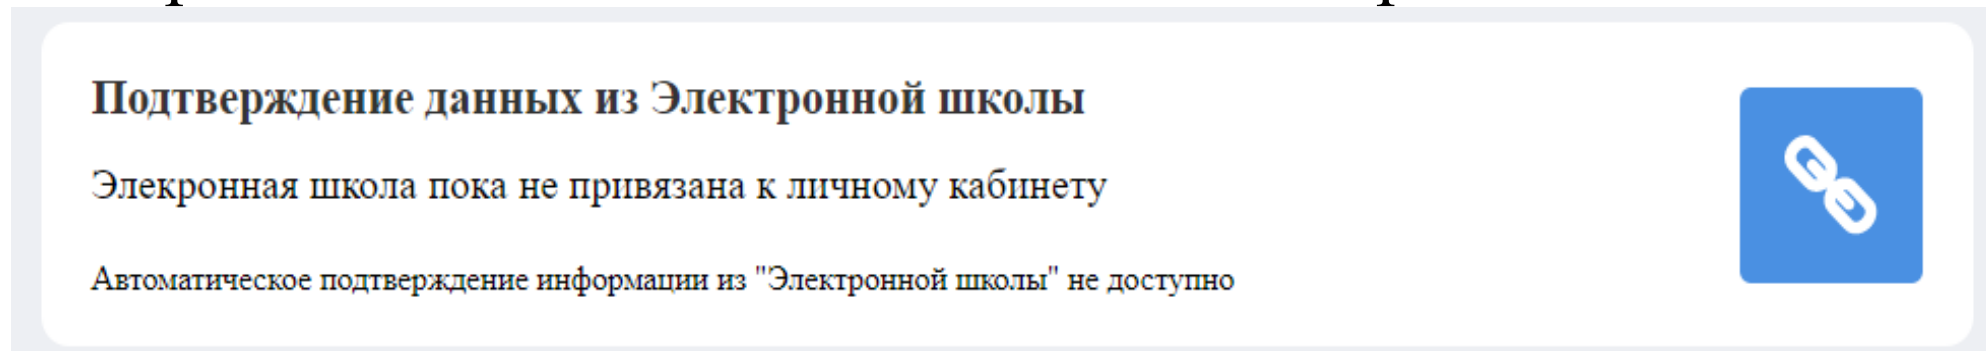 Подтверждение данных из Электронной школы
Элекронная школа пока не привязана к личному кабинету
Автоматическое подтверждение информации из "Электронной школы" не доступно